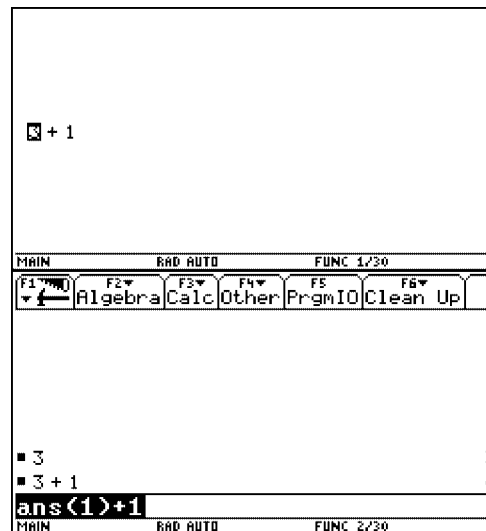 3 + 1
MAIN RAD AUTO FUNC 1/30
F1 F2 F3 F4 F5 F6
Algebra Calc Other PrgmIO Clean Up
▪ 3
▪ 3 + 1
ans(1)+1
MAIN RAD AUTO FUNC 2/30